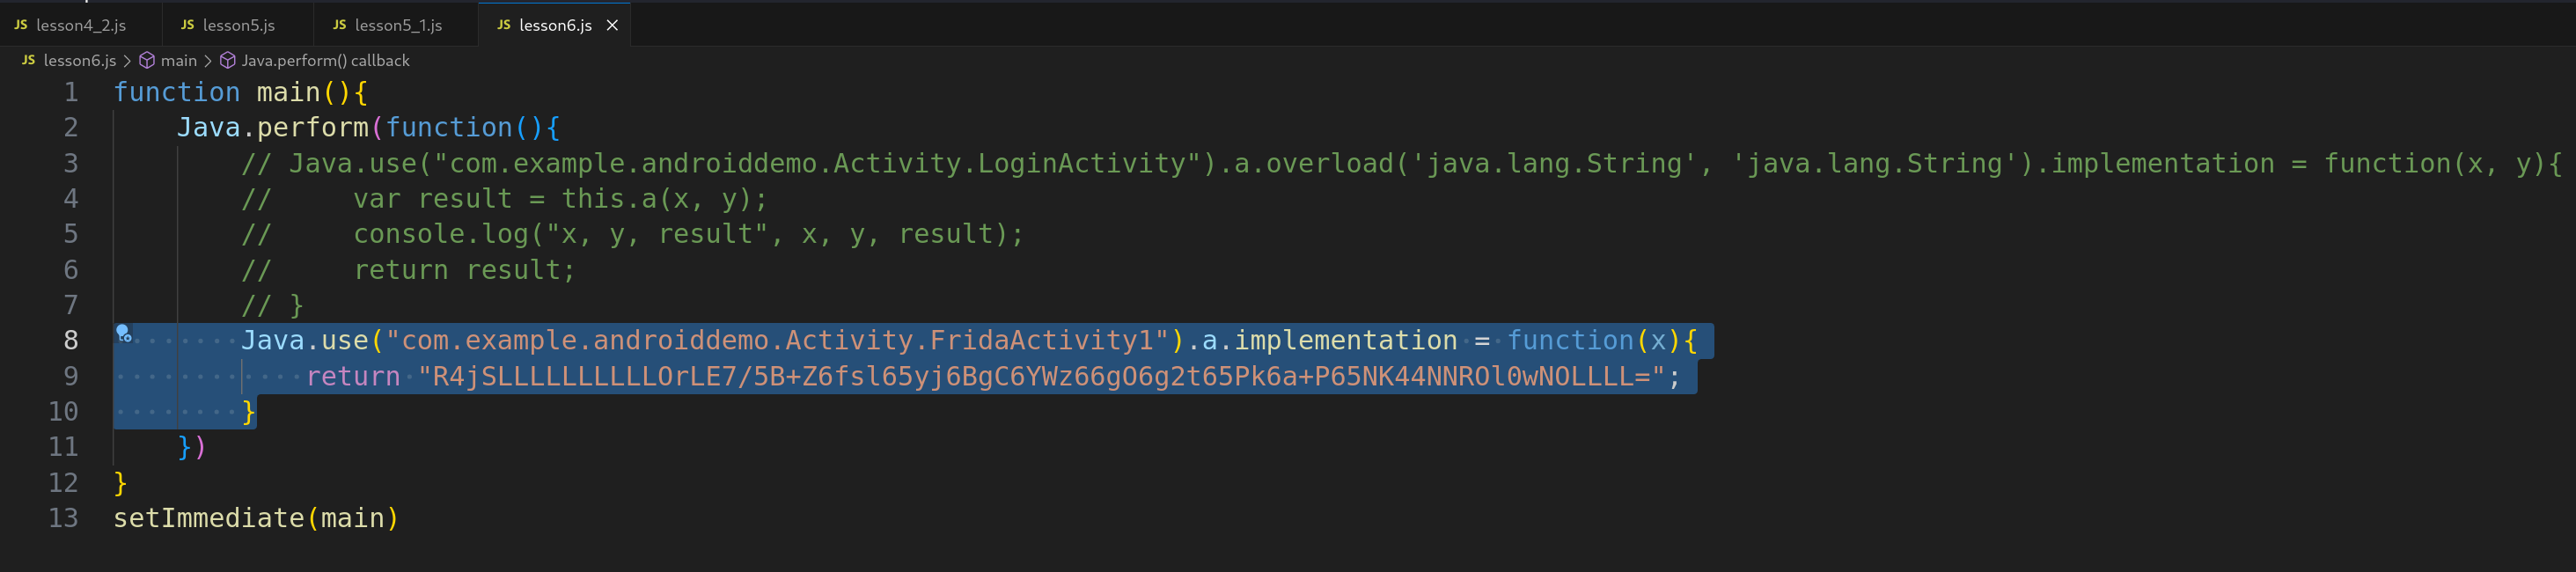 JS lesson4_2.js JS lesson5.js JS lesson5_1.js JS lesson6.js ×
JS lesson6.js > main > Java.perform() callback
1 function main(){
2     Java.perform(function(){
3         // Java.use("com.example.androiddemo.Activity.LoginActivity").a.overload('java.lang.String', 'java.lang.String').implementation = function(x, y){
4         //     var result = this.a(x, y);
5         //     console.log("x, y, result", x, y, result);
6         //     return result;
7         // }
8         Java.use("com.example.androiddemo.Activity.FridaActivity1").a.implementation = function(x){
9             return "R4jSLLLLLLLLLLOrLE7/5B+Z6fsl65yj6BgC6YWz66gO6g2t65Pk6a+P65NK44NNROl0wNOLLLL=";
10         }
11     })
12 }
13 setImmediate(main)